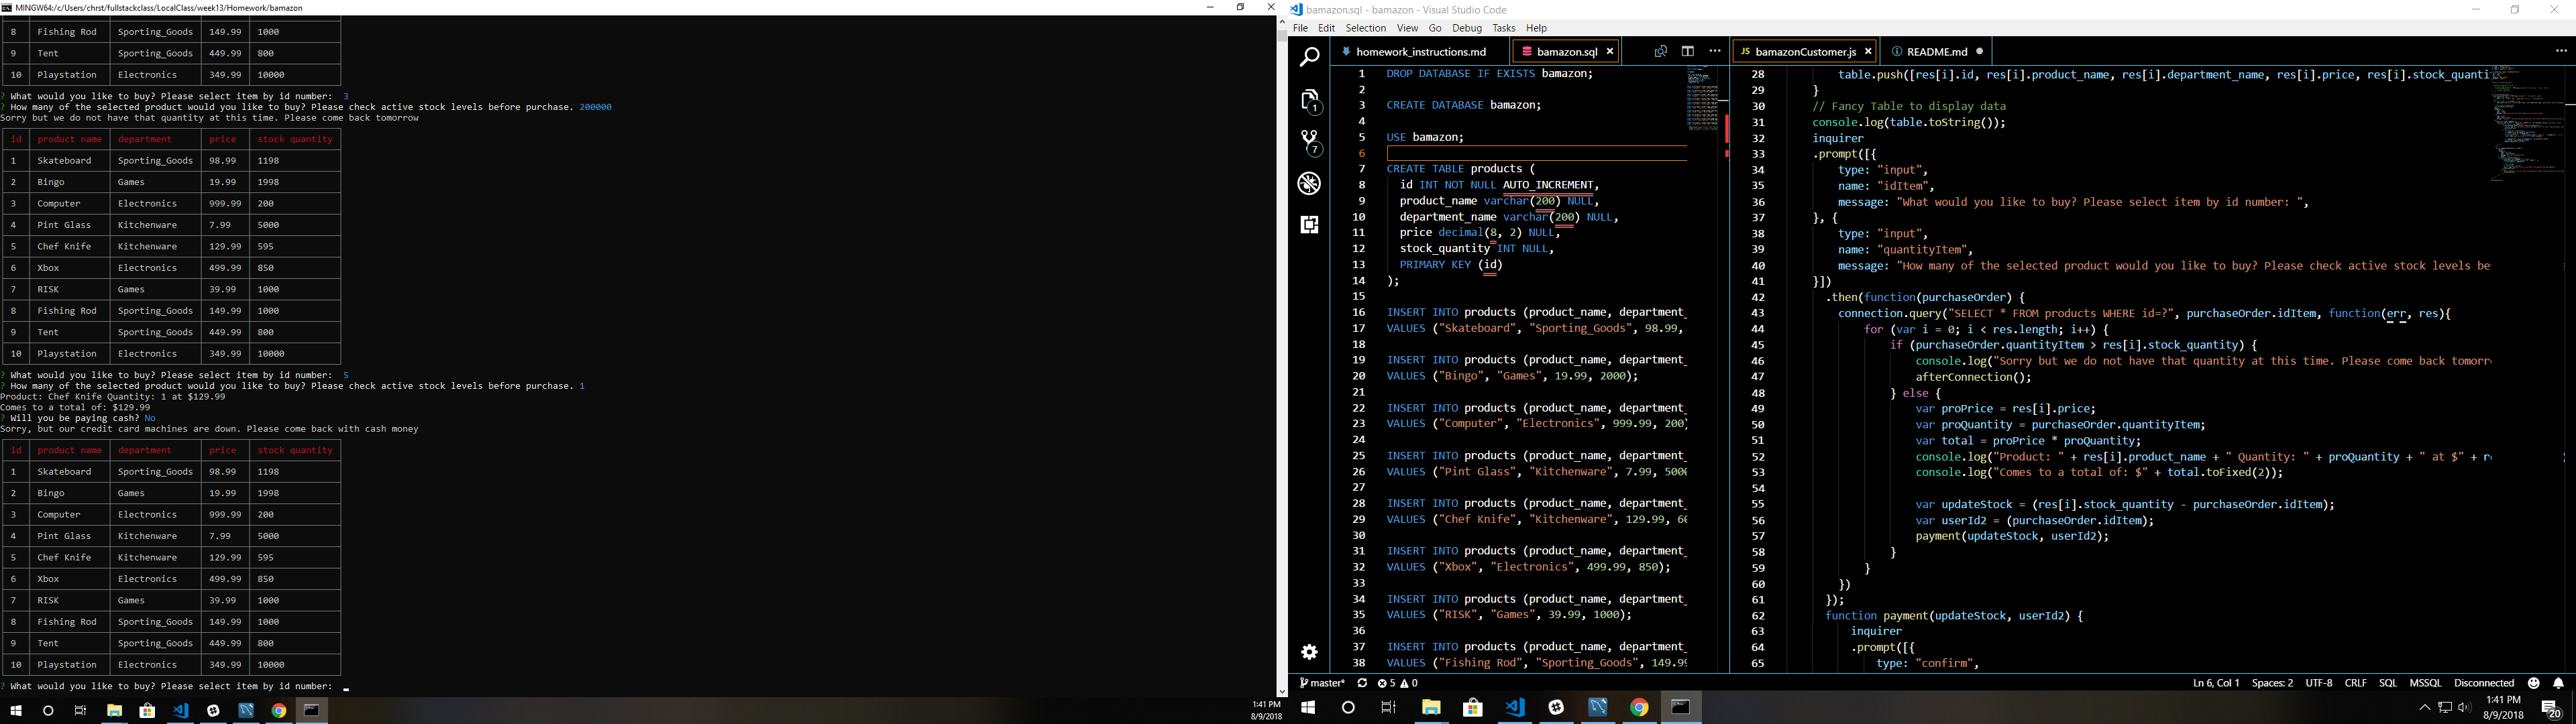 MINGW64:/c/Users/chrst/fullstackclass/LocalClass/week13/Homework/bamazon
8 Fishing Rod Sporting_Goods 149.99 1000
9 Tent Sporting_Goods 449.99 800
10 Playstation Electronics 349.99 10000
? What would you like to buy? Please select item by id number: 3
? How many of the selected product would you like to buy? Please check active stock levels before purchase. 200000
Sorry but we do not have that quantity at this time. Please come back tomorrow
id product name department price stock quantity
1 Skateboard Sporting_Goods 98.99 1198
2 Bingo Games 19.99 1998
3 Computer Electronics 999.99 200
4 Pint Glass Kitchenware 7.99 5000
5 Chef Knife Kitchenware 129.99 595
6 Xbox Electronics 499.99 850
7 RISK Games 39.99 1000
8 Fishing Rod Sporting_Goods 149.99 1000
9 Tent Sporting_Goods 449.99 800
10 Playstation Electronics 349.99 10000
? What would you like to buy? Please select item by id number: 5
? How many of the selected product would you like to buy? Please check active stock levels before purchase. 1
Product: Chef Knife Quantity: 1 at $129.99
Comes to a total of: $129.99
? Will you be paying cash? No
Sorry, but our credit card machines are down. Please come back with cash money
id product name department price stock quantity
1 Skateboard Sporting_Goods 98.99 1198
2 Bingo Games 19.99 1998
3 Computer Electronics 999.99 200
4 Pint Glass Kitchenware 7.99 5000
5 Chef Knife Kitchenware 129.99 595
6 Xbox Electronics 499.99 850
7 RISK Games 39.99 1000
8 Fishing Rod Sporting_Goods 149.99 1000
9 Tent Sporting_Goods 449.99 800
10 Playstation Electronics 349.99 10000
? What would you like to buy? Please select item by id number:
1:41 PM
8/9/2018
bamazon.sql - bamazon - Visual Studio Code
File Edit Selection View Go Debug Tasks Help
homework_instructions.md bamazon.sql
1 DROP DATABASE IF EXISTS bamazon;
2
3 CREATE DATABASE bamazon;
4
5 USE bamazon;
6
7 CREATE TABLE products (
8 id INT NOT NULL AUTO_INCREMENT,
9 product_name varchar(200) NULL,
10 department_name varchar(200) NULL,
11 price decimal(8, 2) NULL,
12 stock_quantity INT NULL,
13 PRIMARY KEY (id)
14 );
15
16 INSERT INTO products (product_name, department_
17 VALUES ("Skateboard", "Sporting_Goods", 98.99,
18
19 INSERT INTO products (product_name, department_
20 VALUES ("Bingo", "Games", 19.99, 2000);
21
22 INSERT INTO products (product_name, department_
23 VALUES ("Computer", "Electronics", 999.99, 200)
24
25 INSERT INTO products (product_name, department_
26 VALUES ("Pint Glass", "Kitchenware", 7.99, 5000
27
28 INSERT INTO products (product_name, department_
29 VALUES ("Chef Knife", "Kitchenware", 129.99, 60
30
31 INSERT INTO products (product_name, department_
32 VALUES ("Xbox", "Electronics", 499.99, 850);
33
34 INSERT INTO products (product_name, department_
35 VALUES ("RISK", "Games", 39.99, 1000);
36
37 INSERT INTO products (product_name, department_
38 VALUES ("Fishing Rod", "Sporting_Goods", 149.99
JS bamazonCustomer.js README.md
28 table.push([res[i].id, res[i].product_name, res[i].department_name, res[i].price, res[i].stock_quanti
29 }
30 // Fancy Table to display data
31 console.log(table.toString());
32 inquirer
33 .prompt([{
34 type: "input",
35 name: "idItem",
36 message: "What would you like to buy? Please select item by id number: ",
37 }, {
38 type: "input",
39 name: "quantityItem",
40 message: "How many of the selected product would you like to buy? Please check active stock levels be
41 }])
42 .then(function(purchaseOrder) {
43 connection.query("SELECT * FROM products WHERE id=?", purchaseOrder.idItem, function(err, res){
44 for (var i = 0; i < res.length; i++) {
45 if (purchaseOrder.quantityItem > res[i].stock_quantity) {
46 console.log("Sorry but we do not have that quantity at this time. Please come back tomorr
47 afterConnection();
48 } else {
49 var proPrice = res[i].price;
50 var proQuantity = purchaseOrder.quantityItem;
51 var total = proPrice * proQuantity;
52 console.log("Product: " + res[i].product_name + " Quantity: " + proQuantity + " at $" + r
53 console.log("Comes to a total of: $" + total.toFixed(2));
54
55 var updateStock = (res[i].stock_quantity - purchaseOrder.idItem);
56 var userId2 = (purchaseOrder.idItem);
57 payment(updateStock, userId2);
58 }
59 }
60 })
61 });
62 function payment(updateStock, userId2) {
63 inquirer
64 .prompt([{
65 type: "confirm",
1
7
master* 5 0 Ln 6, Col 1 Spaces: 2 UTF-8 CRLF SQL MSSQL Disconnected
1:41 PM
8/9/2018
20